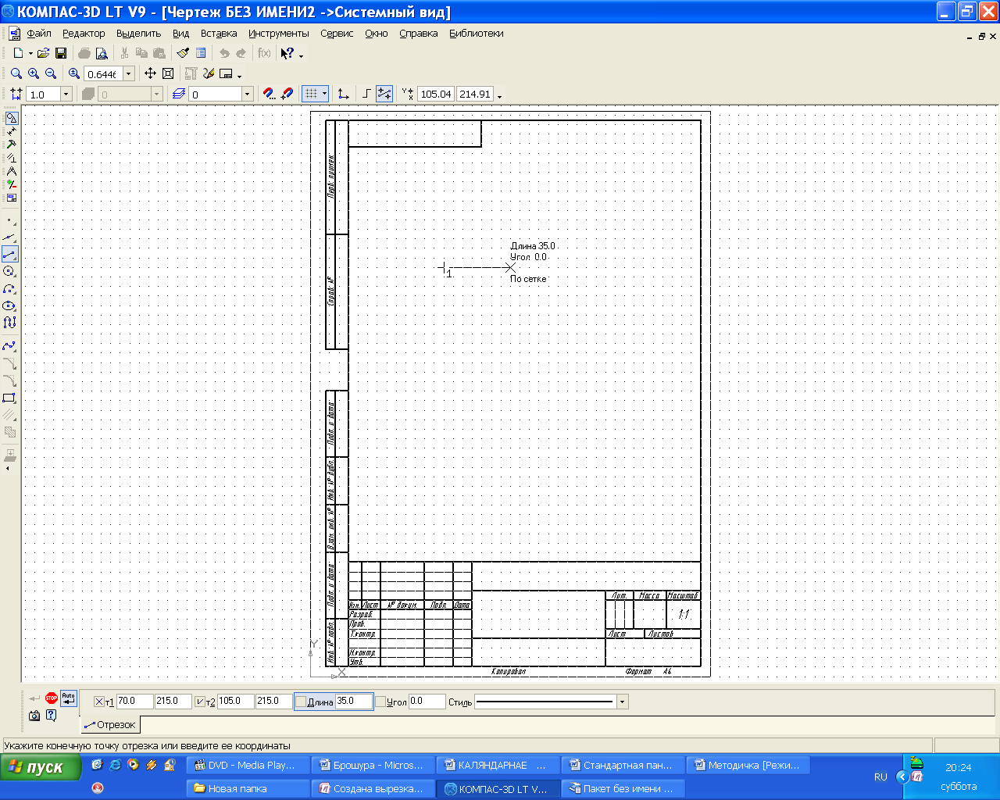 КОМПАС-3D LT V9 - [Чертеж БЕЗ ИМЕНИ2 ->Системный вид]
Файл Редактор Выделить Вид Вставка Инструменты Сервис Окно Справка Библиотеки
f(x)
0.644
1.0 0 0 105.04 214.91
Перв. примен.
Справ. №
Длина 35.0
Угол 0.0
1
По сетке
Подп. и дата
Инв. № дубл.
Взам. инв. №
Подп. и дата
Инв. № подл.
Изм. Лист № докум. Подп. Дата
Разраб.
Пров.
Т.контр.
Н.контр.
Утв.
Лит. Масса Масштаб
1:1
Лист Листов
Копировал Формат А4
Y
X
STOP Auto т1 70.0 215.0 т2 105.0 215.0 Длина 35.0 Угол 0.0 Стиль
Отрезок
Укажите конечную точку отрезка или введите ее координаты
пуск DVD - Media Play... Брошура - Micros... КАЛЯНДАРНАЕ ... Стандартная пан... Методичка [Режи... 20:24
Новая папка Создана вырезка... КОМПАС-3D LT V... Пакет без имени ... RU суббота